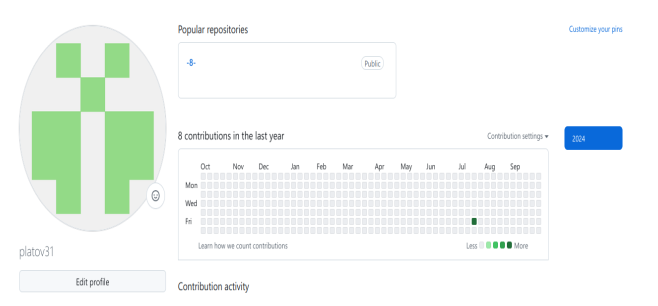 Popular repositories
Customize your pins
-8-
Public
8 contributions in the last year
Contribution settings
2024
Oct Nov Dec Jan Feb Mar Apr May Jun Jul Aug Sep
Mon
Wed
Fri
Learn how we count contributions
Less More
platov31
Edit profile
Contribution activity